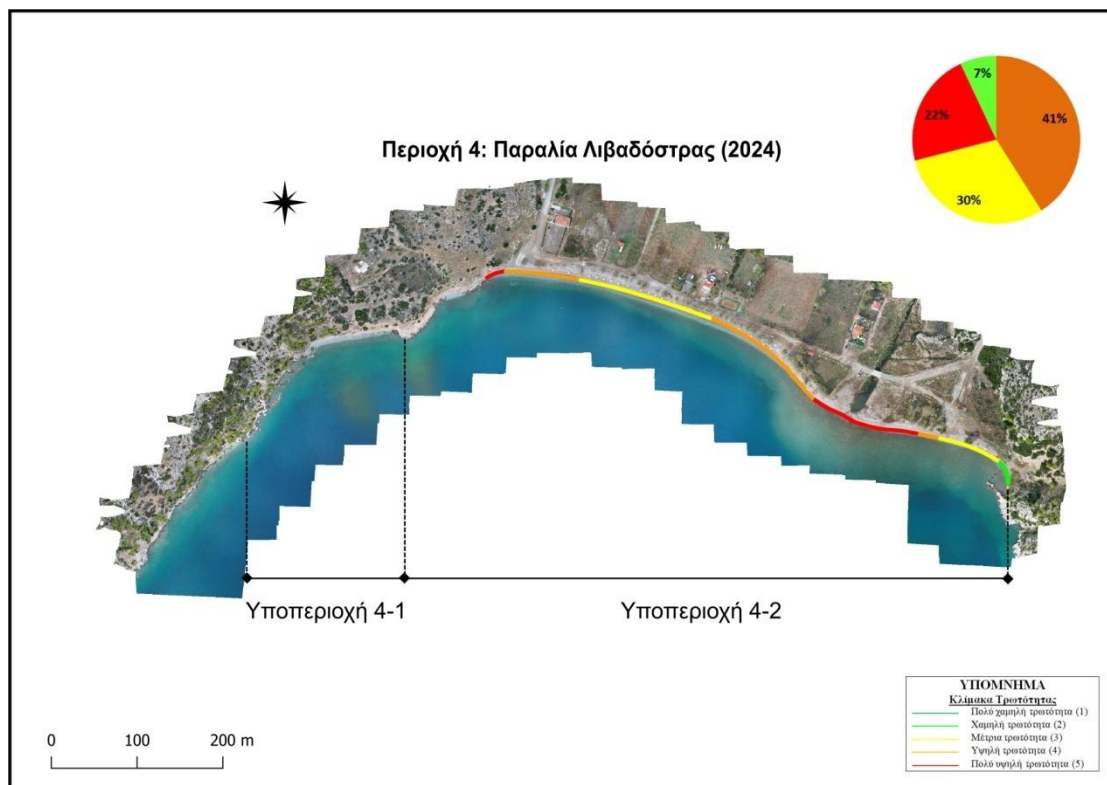 7%
41%
22%
30%
Περιοχή 4: Παραλία Λιβαδόστρας (2024)
Υποπεριοχή 4-1
Υποπεριοχή 4-2
0 100 200 m
ΥΠΟΜΝΗΜΑ
Κλίμακα Τρωτότητας
Πολύ χαμηλή τρωτότητα (1)
Χαμηλή τρωτότητα (2)
Μέτρια τρωτότητα (3)
Υψηλή τρωτότητα (4)
Πολύ υψηλή τρωτότητα (5)